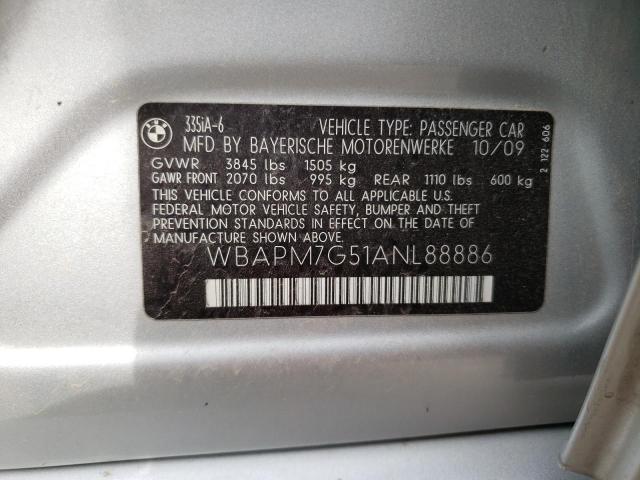 BMW
335iA-6 VEHICLE TYPE: PASSENGER CAR
MFD BY BAYERISCHE MOTORENWERKE 10/09
GVWR 3845 lbs 1505 kg
GAWR FRONT 2070 lbs 995 kg REAR 1110 lbs 600 kg
THIS VEHICLE CONFORMS TO ALL APPLICABLE U.S.
FEDERAL MOTOR VEHICLE SAFETY, BUMPER AND THEFT
PREVENTION STANDARDS IN EFFECT ON THE DATE OF
MANUFACTURE SHOWN ABOVE.
WBAPM7G51ANL88886
2 122 606